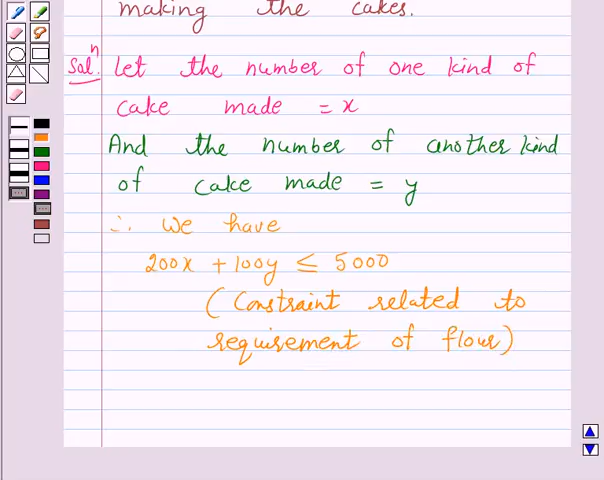 making the cakes.
Solⁿ. Let the number of one kind of
cake made = x
And the number of another kind
of cake made = y
∴ We have
200x + 100y ≤ 5000
(Constraint related to
requirement of flour)